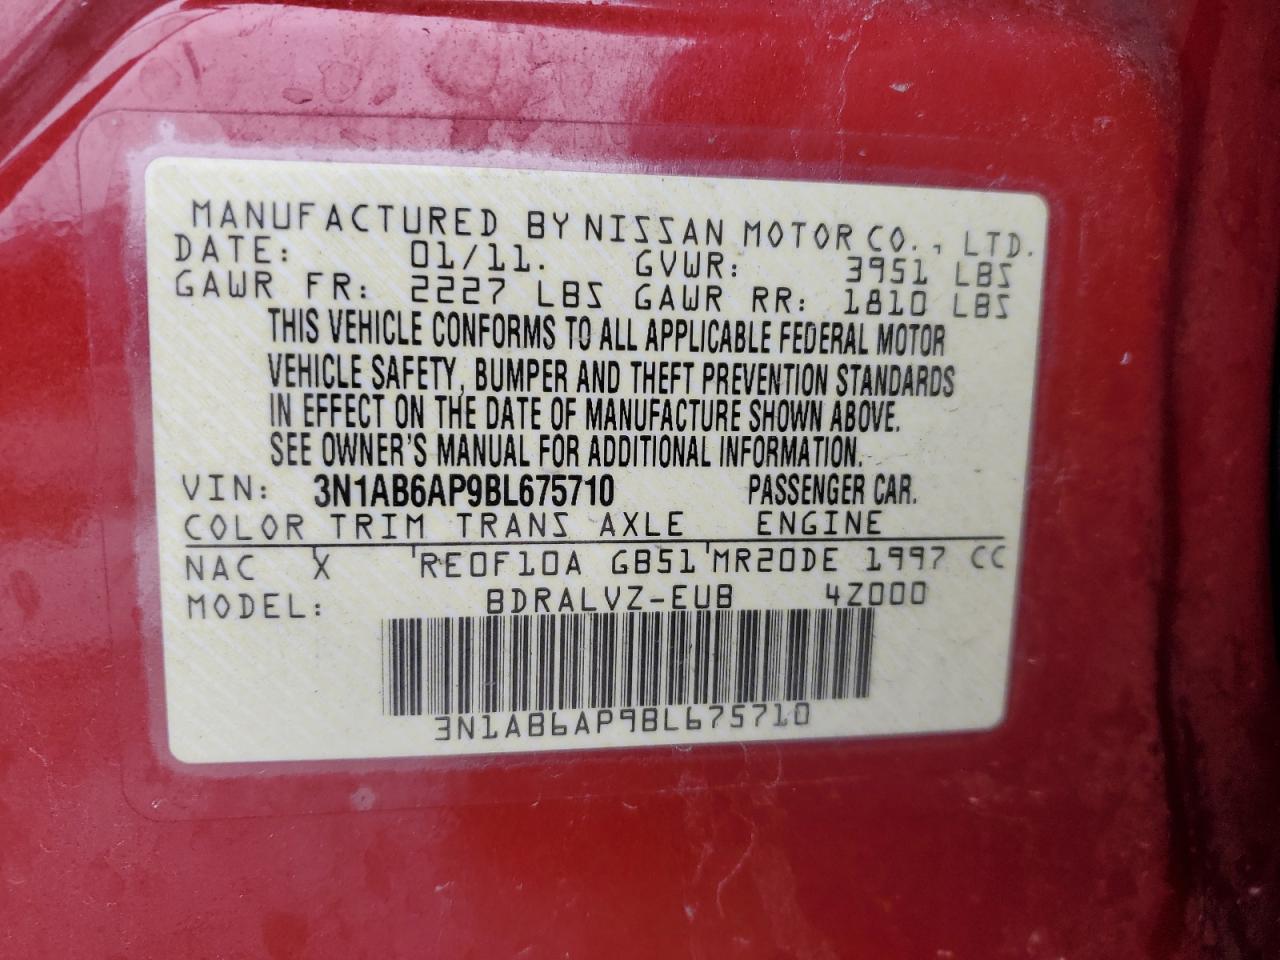 MANUFACTURED BY NISSAN MOTOR CO., LTD.
DATE: 01/11. GVWR: 3951 LBS
GAWR FR: 2227 LBS GAWR RR: 1810 LBS
THIS VEHICLE CONFORMS TO ALL APPLICABLE FEDERAL MOTOR
VEHICLE SAFETY, BUMPER AND THEFT PREVENTION STANDARDS
IN EFFECT ON THE DATE OF MANUFACTURE SHOWN ABOVE.
SEE OWNER'S MANUAL FOR ADDITIONAL INFORMATION.
VIN: 3N1AB6AP9BL675710 PASSENGER CAR.
COLOR TRIM TRANS AXLE ENGINE
NAC X RE0F10A GB51 MR20DE 1997 CC
MODEL: BDRALVZ-EUB 4Z000
3N1AB6AP9BL675710